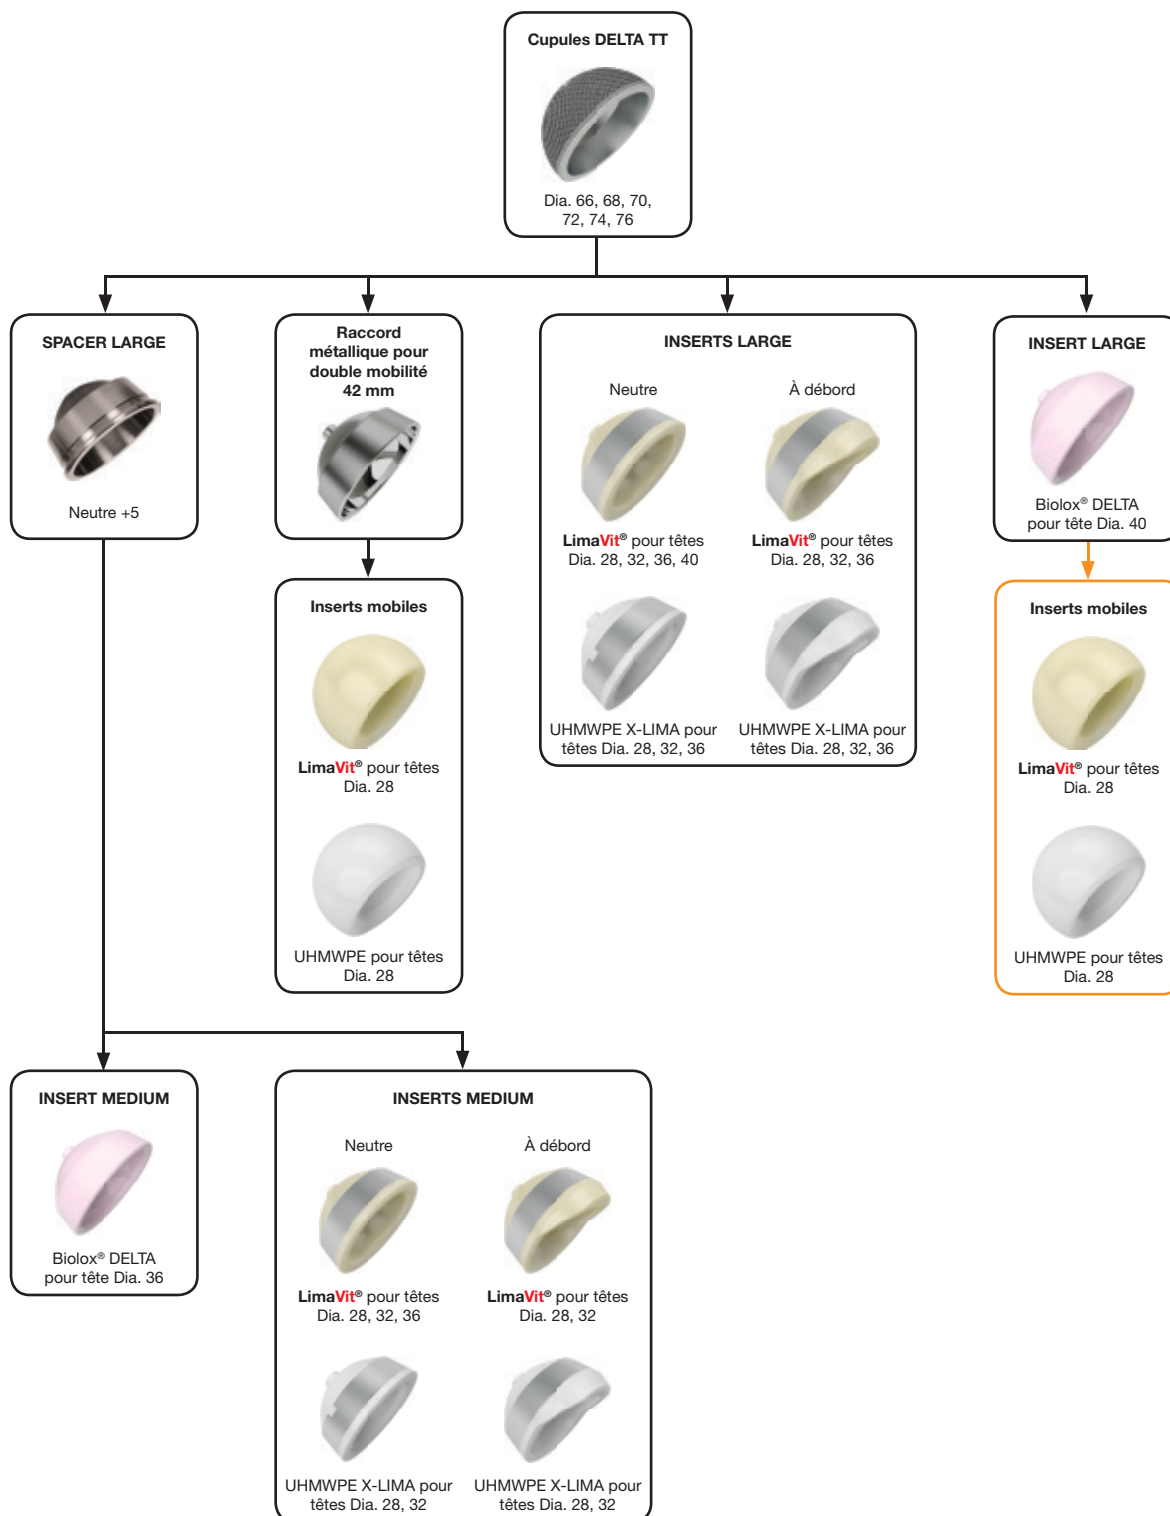 Cupules DELTA TT
Dia. 66, 68, 70,
72, 74, 76
SPACER LARGE
Neutre +5
Raccord
métallique pour
double mobilité
42 mm
INSERTS LARGE
Neutre
À débord
LimaVit® pour têtes
Dia. 28, 32, 36, 40
LimaVit® pour têtes
Dia. 28, 32, 36
UHMWPE X-LIMA pour
têtes Dia. 28, 32, 36
UHMWPE X-LIMA pour
têtes Dia. 28, 32, 36
INSERT LARGE
Biolox® DELTA
pour tête Dia. 40
Inserts mobiles
LimaVit® pour têtes
Dia. 28
UHMWPE pour têtes
Dia. 28
Inserts mobiles
LimaVit® pour têtes
Dia. 28
UHMWPE pour têtes
Dia. 28
INSERT MEDIUM
Biolox® DELTA
pour tête Dia. 36
INSERTS MEDIUM
Neutre
À débord
LimaVit® pour têtes
Dia. 28, 32, 36
LimaVit® pour têtes
Dia. 28, 32
UHMWPE X-LIMA pour
têtes Dia. 28, 32
UHMWPE X-LIMA pour
têtes Dia. 28, 32